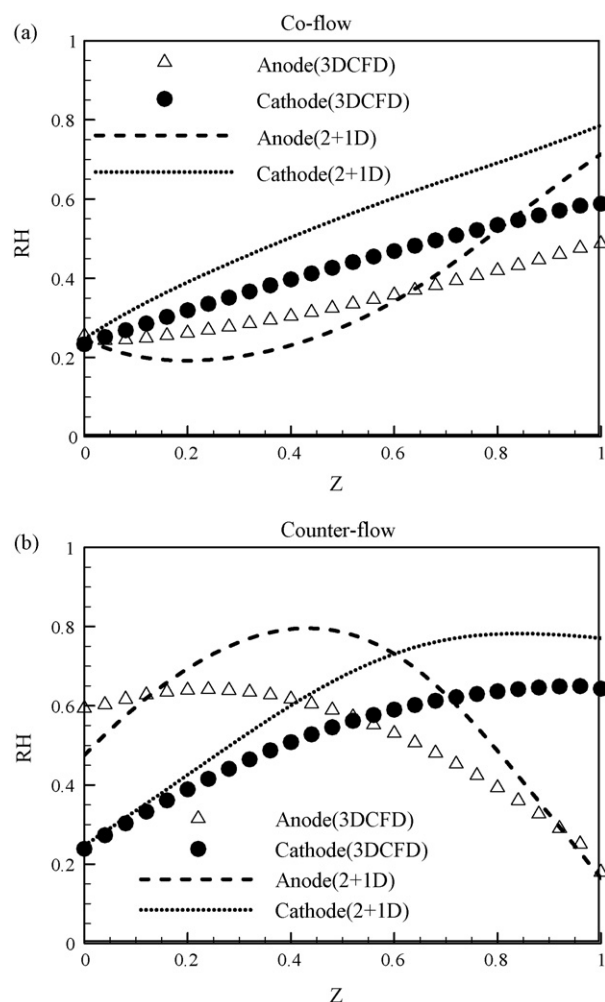 (a)
Co-flow
1
0.8
0.6
0.4
0.2
0
RH
Anode(3DCFD)
Cathode(3DCFD)
Anode(2+1D)
Cathode(2+1D)
0 0.2 0.4 0.6 0.8 1
Z
(b)
Counter-flow
1
0.8
0.6
0.4
0.2
0
RH
Anode(3DCFD)
Cathode(3DCFD)
Anode(2+1D)
Cathode(2+1D)
0 0.2 0.4 0.6 0.8 1
Z